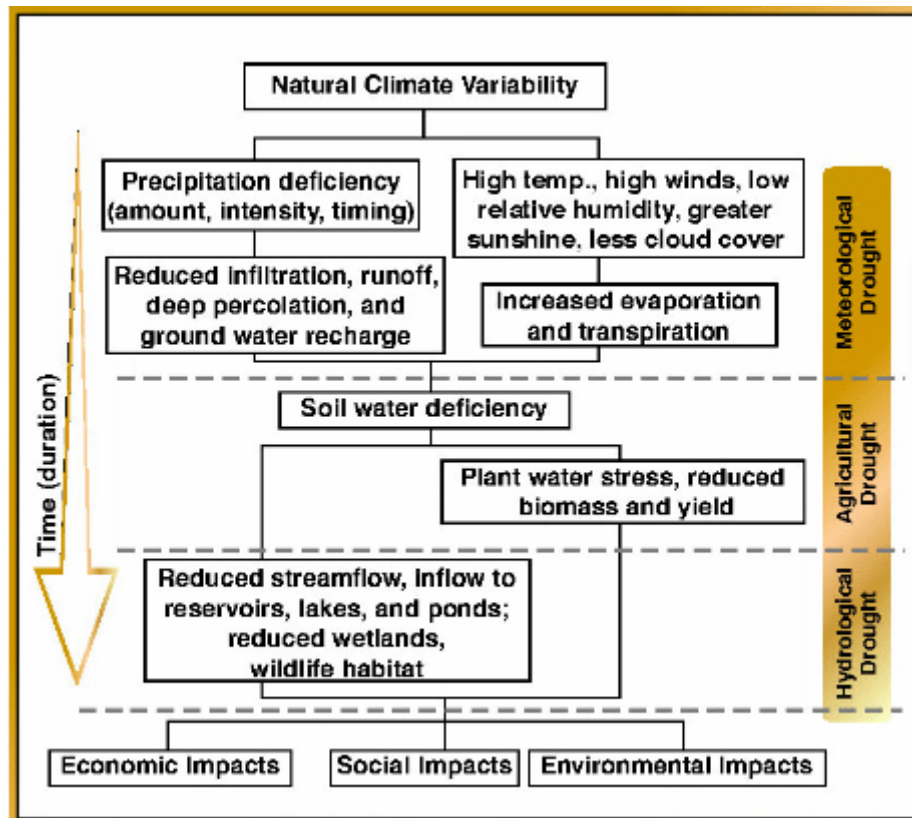 Natural Climate Variability
Precipitation deficiency
(amount, intensity, timing)
High temp., high winds, low
relative humidity, greater
sunshine, less cloud cover
Reduced infiltration, runoff,
deep percolation, and
ground water recharge
Increased evaporation
and transpiration
Meteorological
Drought
Soil water deficiency
Plant water stress, reduced
biomass and yield
Agricultural
Drought
Time (duration)
Reduced streamflow, inflow to
reservoirs, lakes, and ponds;
reduced wetlands,
wildlife habitat
Hydrological
Drought
Economic Impacts
Social Impacts
Environmental Impacts